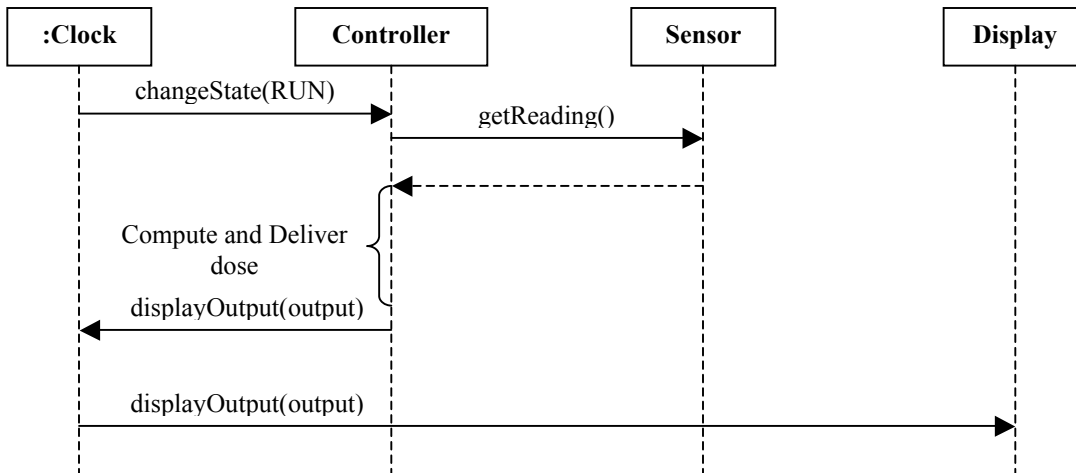 :Clock
Controller
Sensor
Display
changeState(RUN)
getReading()
Compute and Deliver
dose
displayOutput(output)
displayOutput(output)